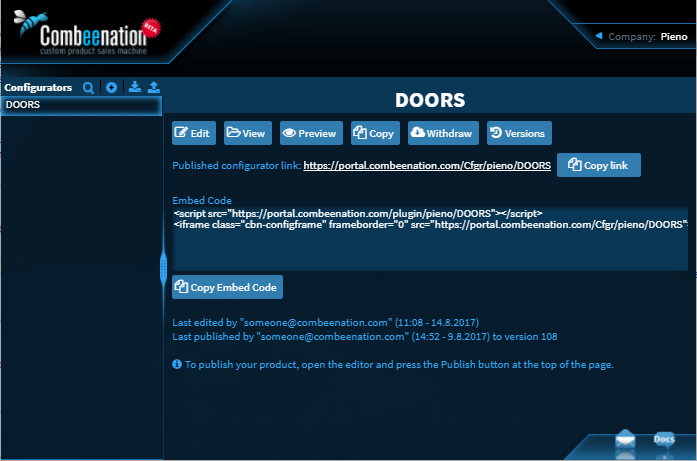 Combeenation
BETA
custom product sales machine
Company: Pieno
Configurators
DOORS
DOORS
Edit
View
Preview
Copy
Withdraw
Versions
Published configurator link: https://portal.combeenation.com/Cfgr/pieno/DOORS
Copy link
Embed Code
<script src="https://portal.combeenation.com/plugin/pieno/DOORS"></script>
<iframe class="cbn-configframe" frameborder="0" src="https://portal.combeenation.com/Cfgr/pieno/DOORS"
Copy Embed Code
Last edited by "someone@combeenation.com" (11:08 - 14.8.2017)
Last published by "someone@combeenation.com" (14:52 - 9.8.2017) to version 108
To publish your product, open the editor and press the Publish button at the top of the page.
Docs